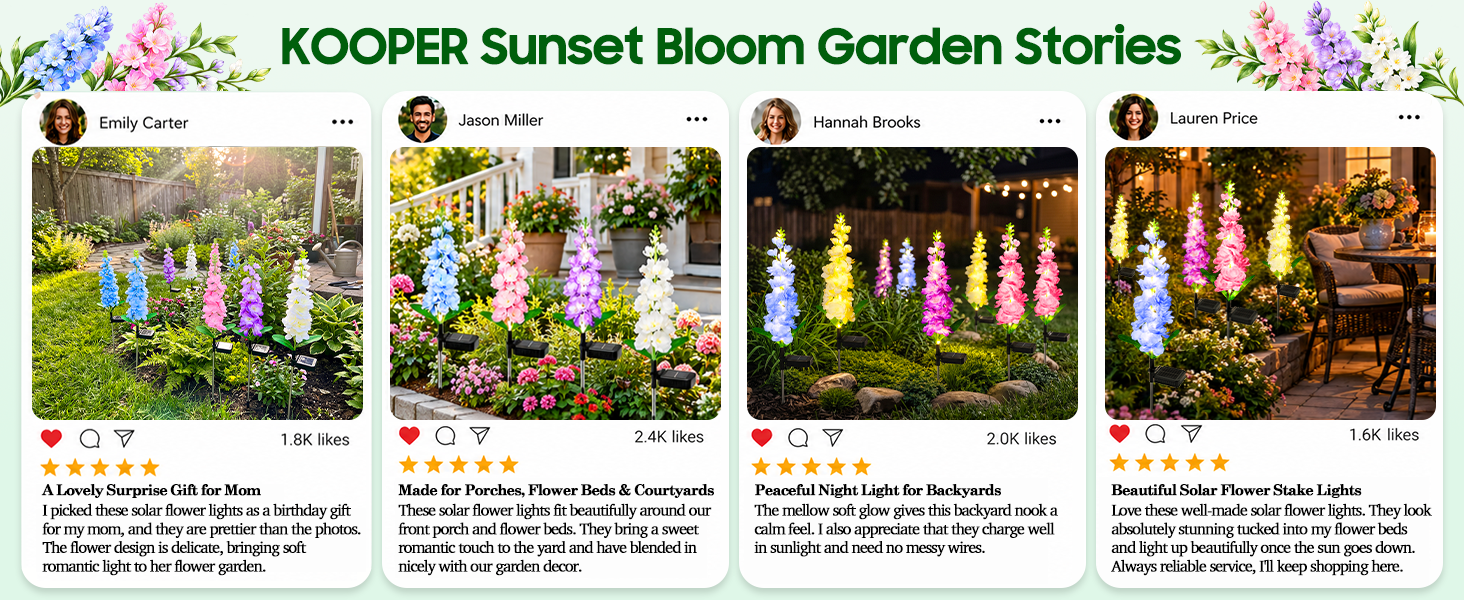 KOOPER Sunset Bloom Garden Stories
Emily Carter
1.8K likes
A Lovely Surprise Gift for Mom
I picked these solar flower lights as a birthday gift
for my mom, and they are prettier than the photos.
The flower design is delicate, bringing soft
romantic light to her flower garden.
Jason Miller
2.4K likes
Made for Porches, Flower Beds & Courtyards
These solar flower lights fit beautifully around our
front porch and flower beds. They bring a sweet
romantic touch to the yard and have blended in
nicely with our garden decor.
Hannah Brooks
2.0K likes
Peaceful Night Light for Backyards
The mellow soft glow gives this backyard nook a
calm feel. I also appreciate that they charge well
in sunlight and need no messy wires.
Lauren Price
1.6K likes
Beautiful Solar Flower Stake Lights
Love these well-made solar flower lights. They look
absolutely stunning tucked into my flower beds
and light up beautifully once the sun goes down.
Always reliable service, I'll keep shopping here.